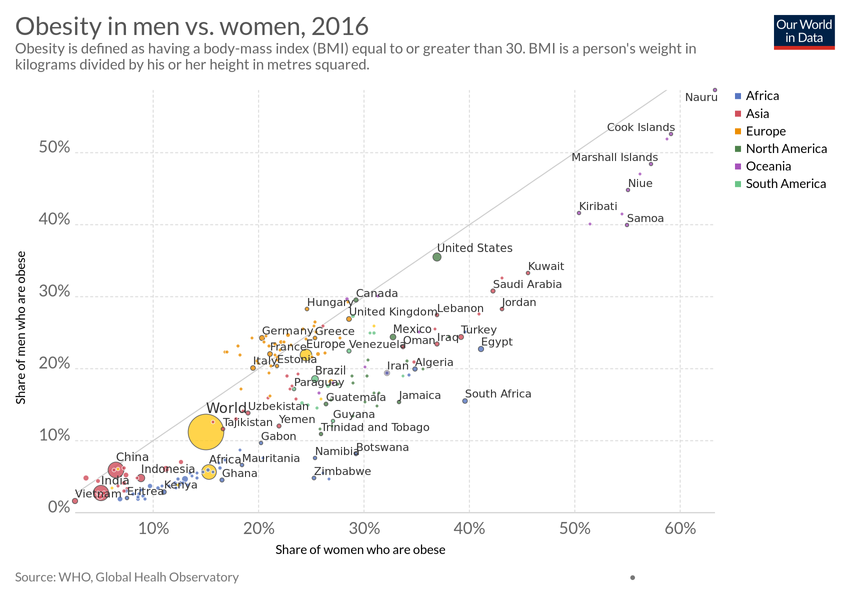 Obesity in men vs. women, 2016
Obesity is defined as having a body-mass index (BMI) equal to or greater than 30. BMI is a person's weight in
kilograms divided by his or her height in metres squared.
Our World
in Data
Nauru
Africa
Asia
Europe
North America
Oceania
South America
Cook Islands
50%
Marshall Islands
Niue
Kiribati
40%
Samoa
United States
Kuwait
Saudi Arabia
30%
Canada
Hungary
Jordan
United Kingdom
Lebanon
Germany
Greece
Mexico
Turkey
France
Europe
Venezuela
Oman
Iraq
Egypt
20%
Italy
Estonia
Iran
Algeria
Brazil
Paraguay
Guatemala
Jamaica
South Africa
World
Uzbekistan
Guyana
Tajikistan
Yemen
Trinidad and Tobago
10%
Gabon
Botswana
Namibia
China
Indonesia
Africa
Mauritania
Ghana
Zimbabwe
India
Vietnam
Eritrea
Kenya
0%
10%
20%
30%
40%
50%
60%
Share of men who are obese
Share of women who are obese
Source: WHO, Global Healh Observatory